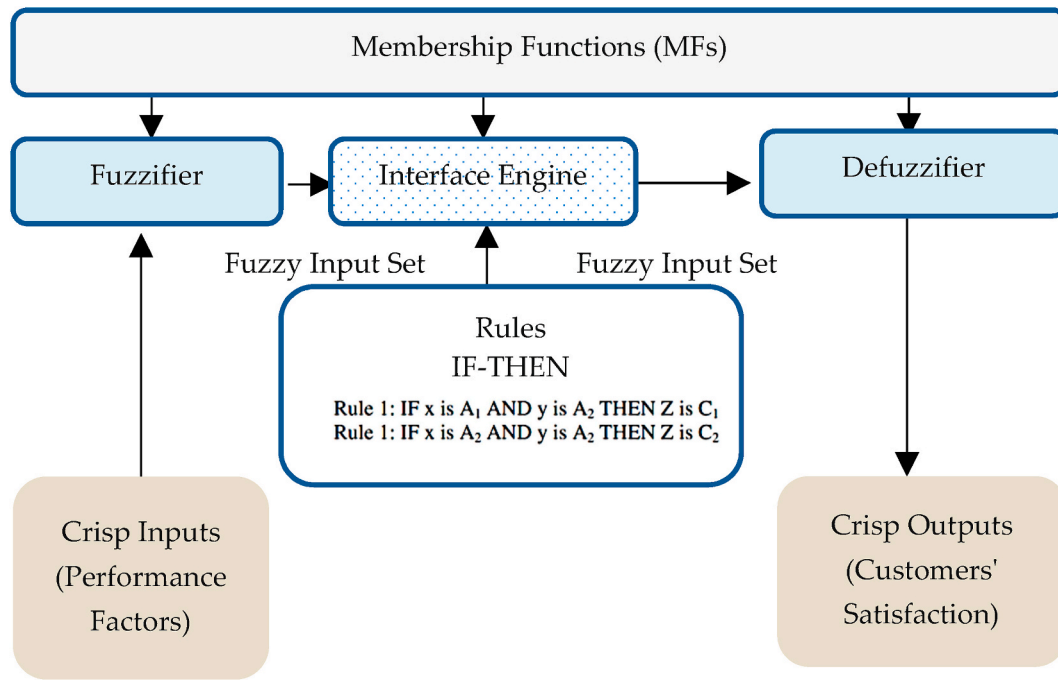 Membership Functions (MFs)
Fuzzifier
Interface Engine
Defuzzifier
Fuzzy Input Set
Fuzzy Input Set
Rules
IF-THEN
Rule 1: IF x is A₁ AND y is A₂ THEN Z is C₁
Rule 1: IF x is A₂ AND y is A₂ THEN Z is C₂
Crisp Inputs
(Performance
Factors)
Crisp Outputs
(Customers'
Satisfaction)